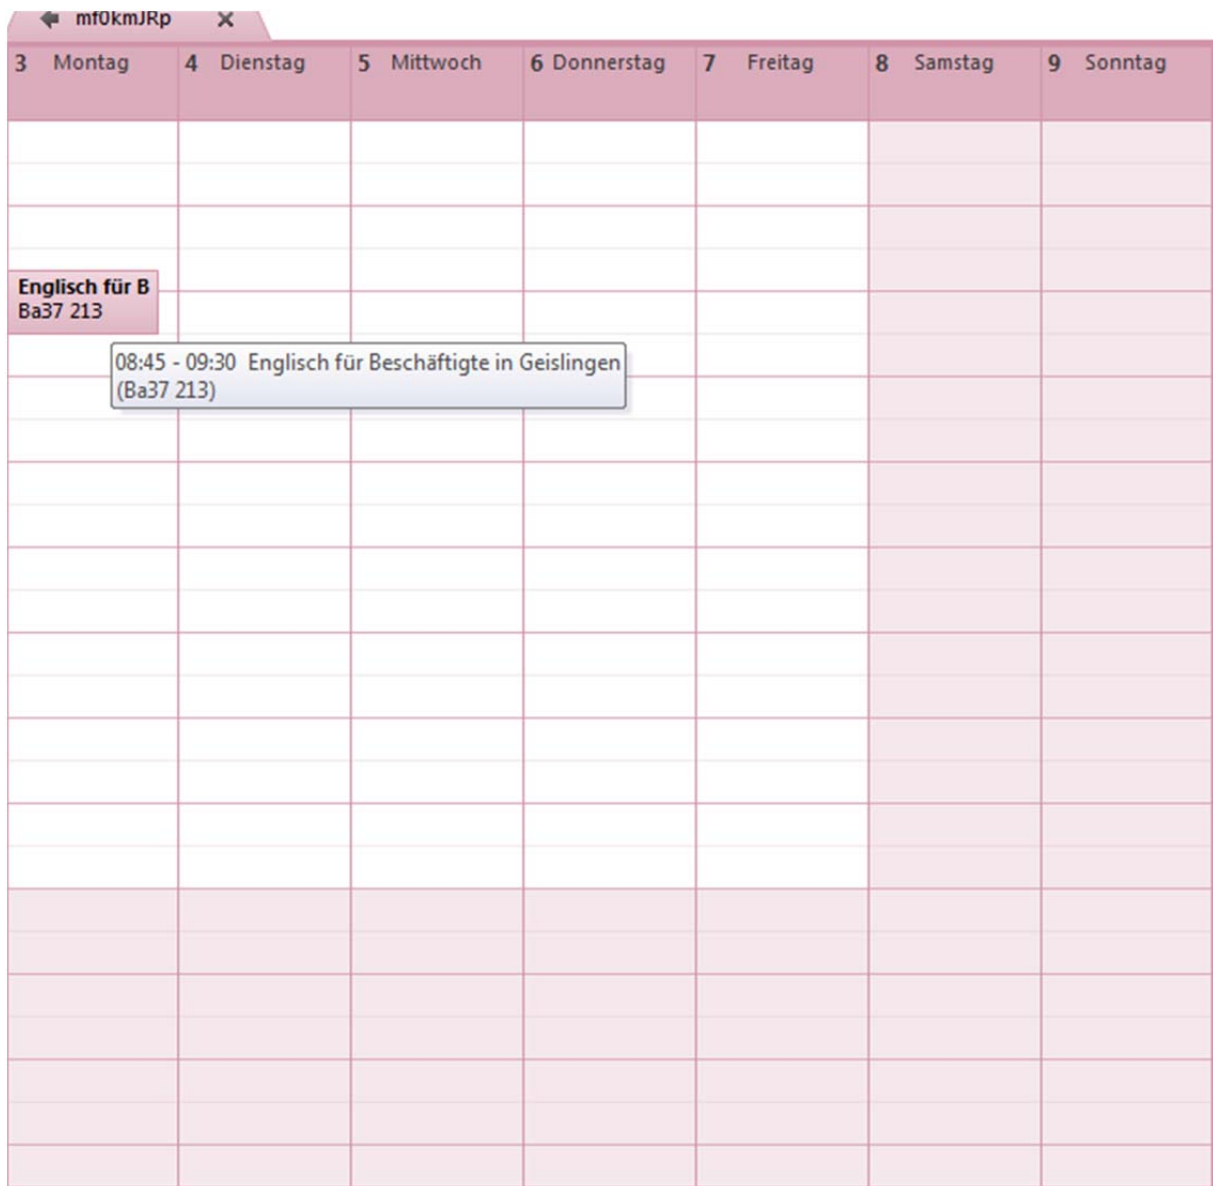 mf0kmJRp
3 Montag 4 Dienstag 5 Mittwoch 6 Donnerstag 7 Freitag 8 Samstag 9 Sonntag
Englisch für B
Ba37 213
08:45 - 09:30 Englisch für Beschäftigte in Geislingen
(Ba37 213)